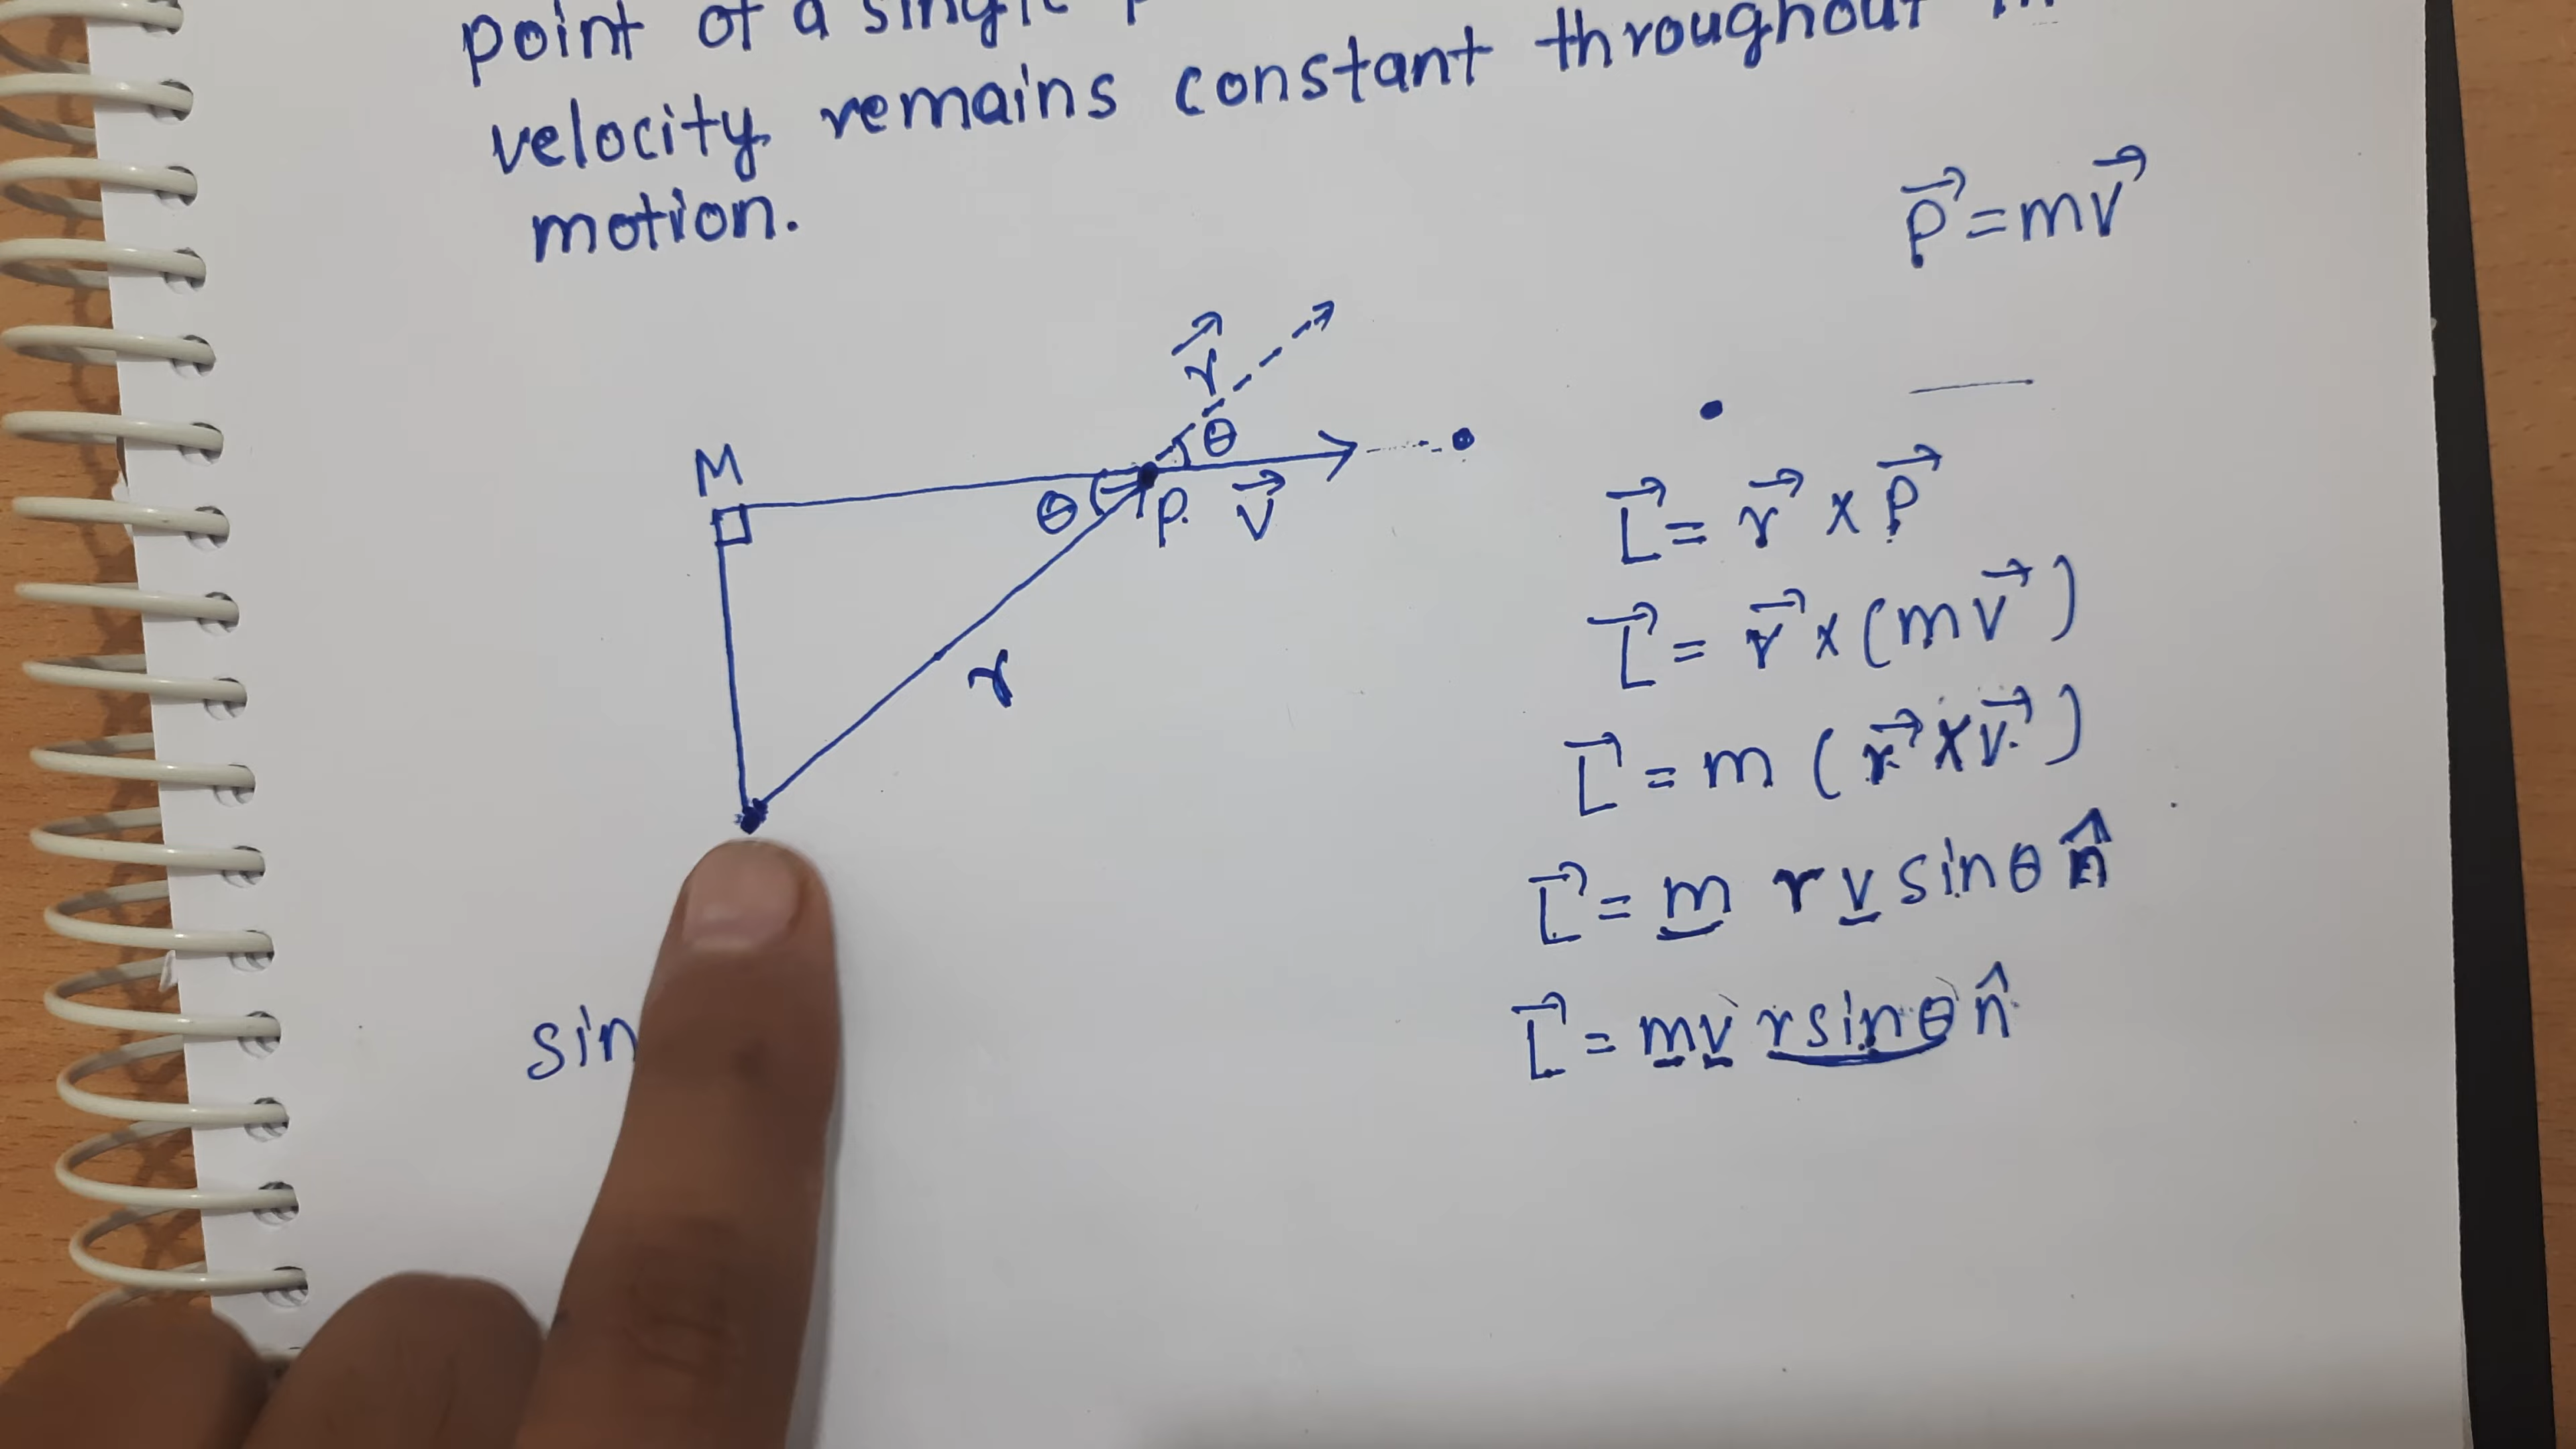 point of a
velocity remains constant throughout
motion.
P⃗ = mv⃗
r⃗
θ
M
θ P. v⃗
r
L⃗ = r⃗ × P⃗
L⃗ = r⃗ × (mv⃗)
L⃗ = m (r⃗ × v⃗)
L⃗ = m r v sinθ n̂
L⃗ = mv rsinθ n̂
sin